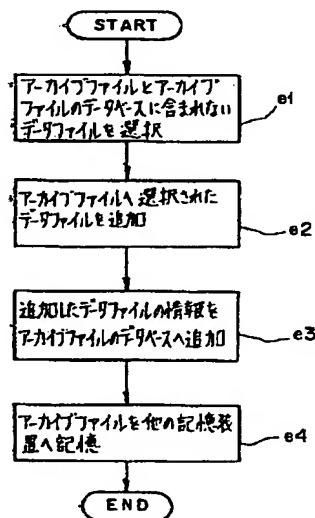 START
アーカイブファイルとアーカイブ
ファイルのデータベースに含まれない
データファイルを選択
e1
アーカイブファイルへ選択された
データファイルを追加
e2
追加したデータファイルの情報を
アーカイブファイルのデータベースへ追加
e3
アーカイブファイルを他の記憶装
置へ記憶
e4
END